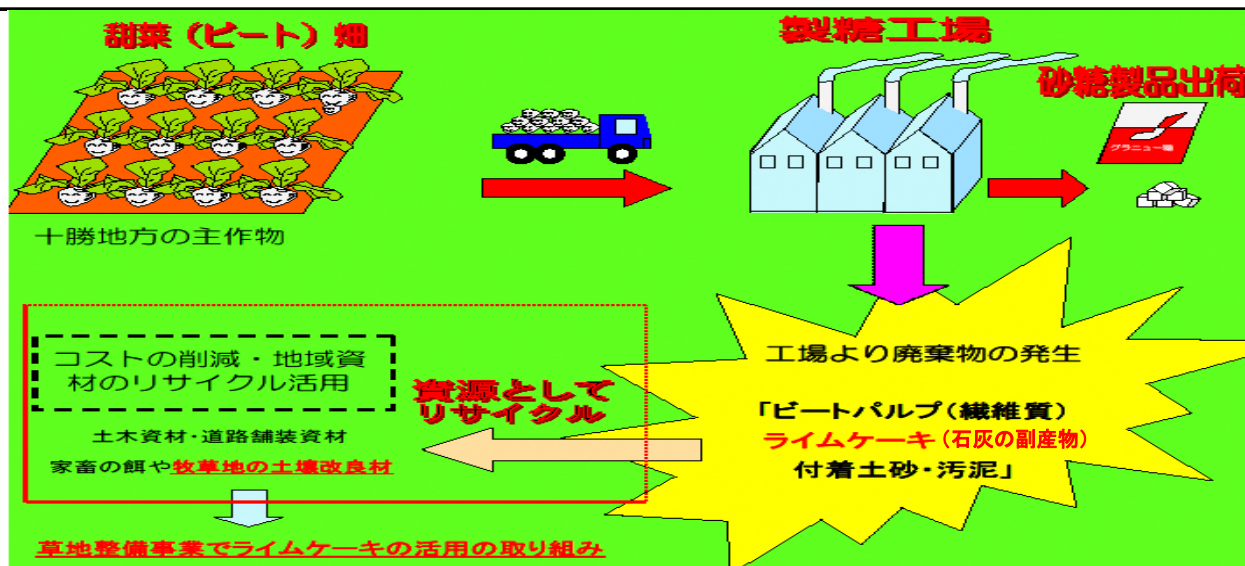 甜菜（ビート）畑
製糖工場
砂糖製品出荷
グラニュー糖
十勝地方の主作物
工場より廃棄物の発生
「ビートパルプ（繊維質）
ライムケーキ（石灰の副産物）
付着土砂・汚泥」
資源として
リサイクル
コストの削減・地域資
材のリサイクル活用
土木資材・道路舗装資材
家畜の餌や牧草地の土壌改良材
草地整備事業でライムケーキの活用の取り組み